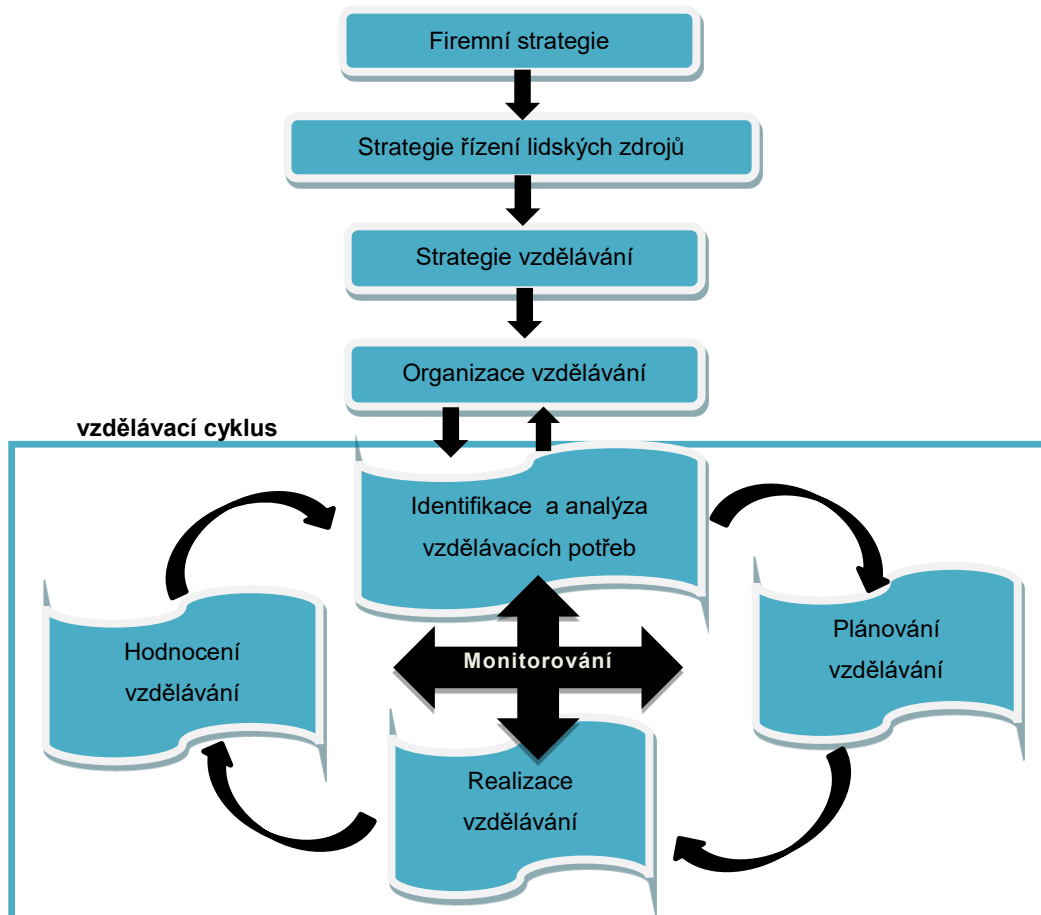 Firemní strategie
Strategie řízení lidských zdrojů
Strategie vzdělávání
Organizace vzdělávání
vzdělávací cyklus
Identifikace a analýza
vzdělávacích potřeb
Plánování
vzdělávání
Hodnocení
vzdělávání
Monitorování
Realizace
vzdělávání